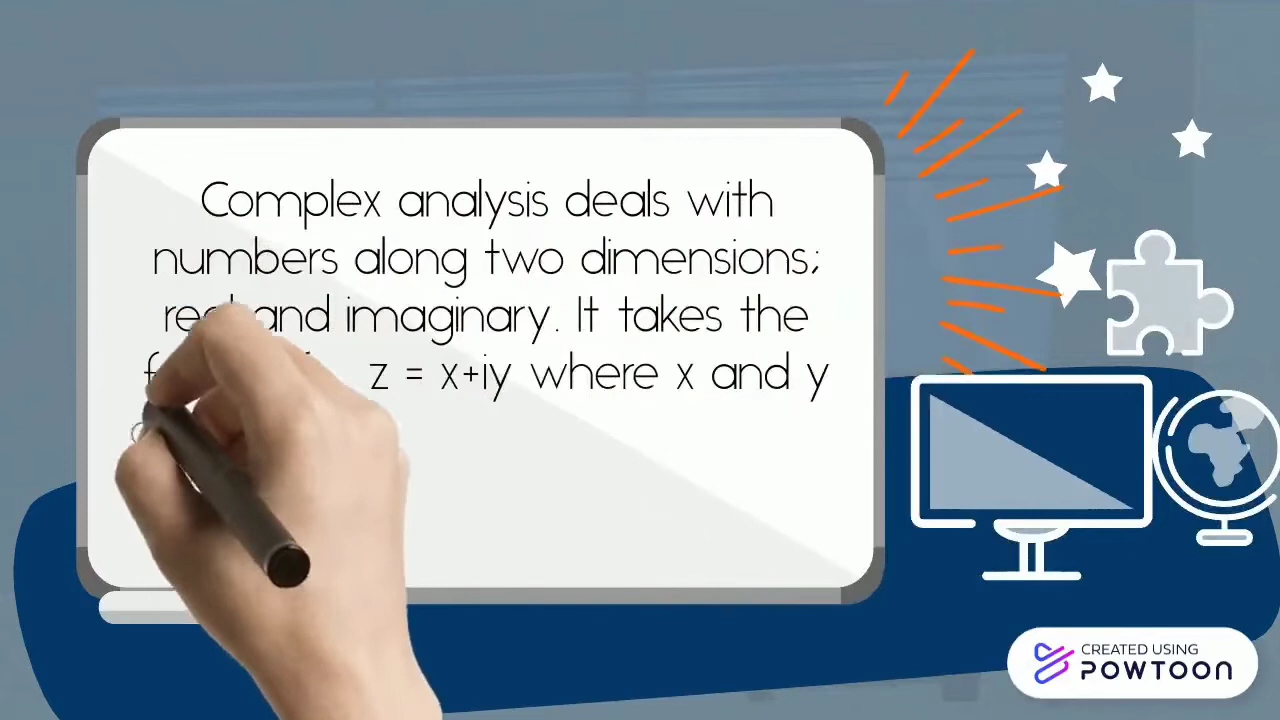 Complex analysis deals with
numbers along two dimensions;
and imaginary. It takes the
z = x+iy where x and y
CREATED USING
POWTOON